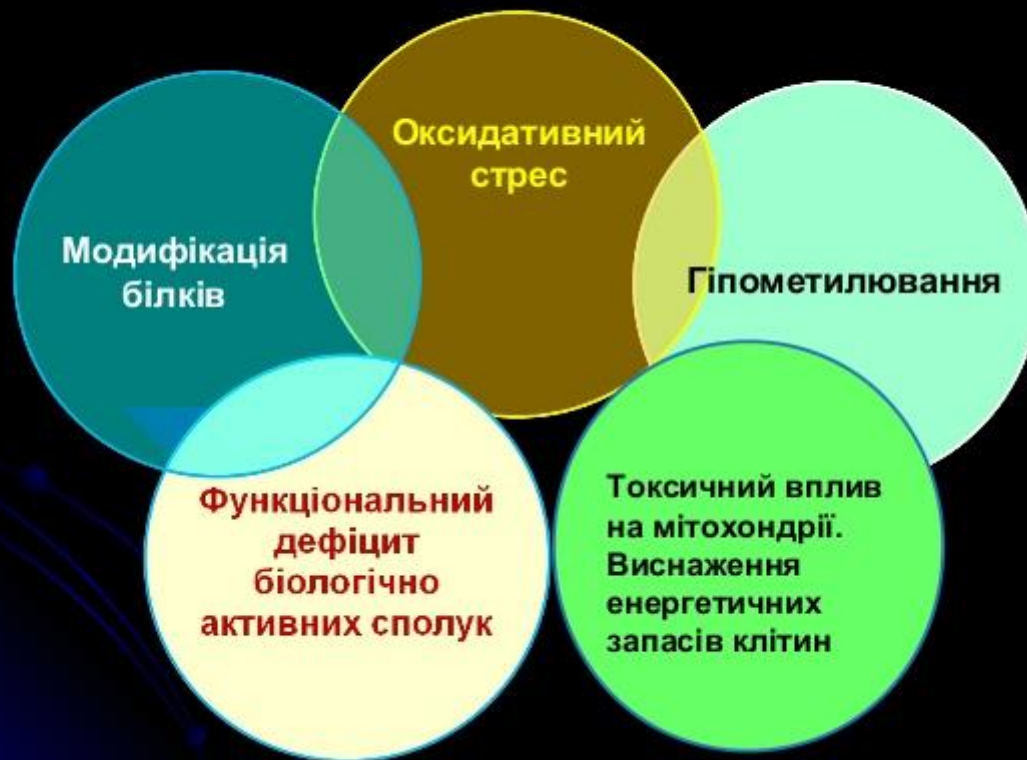 Оксидативний
стрес
Модифікація
білків
Гіпометилювання
Функціональний
дефіцит
біологічно
активних сполук
Токсичний вплив
на мітохондрії.
Виснаження
енергетичних
запасів клітин